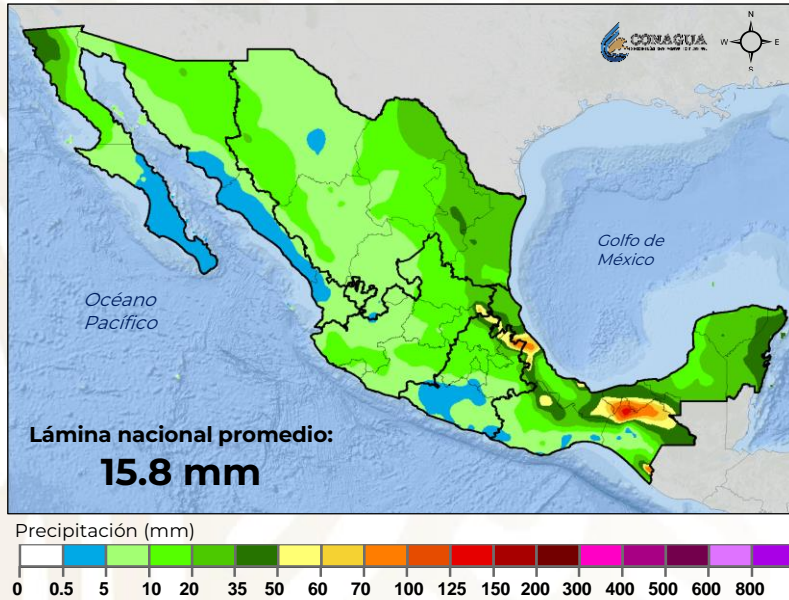 CONAGUA
N
W
E
S
Golfo de
México
Océano
Pacífico
Lámina nacional promedio:
15.8 mm
Precipitación (mm)
0 0.5 5 10 20 35 50 60 70 100 125 150 200 300 400 500 600 800